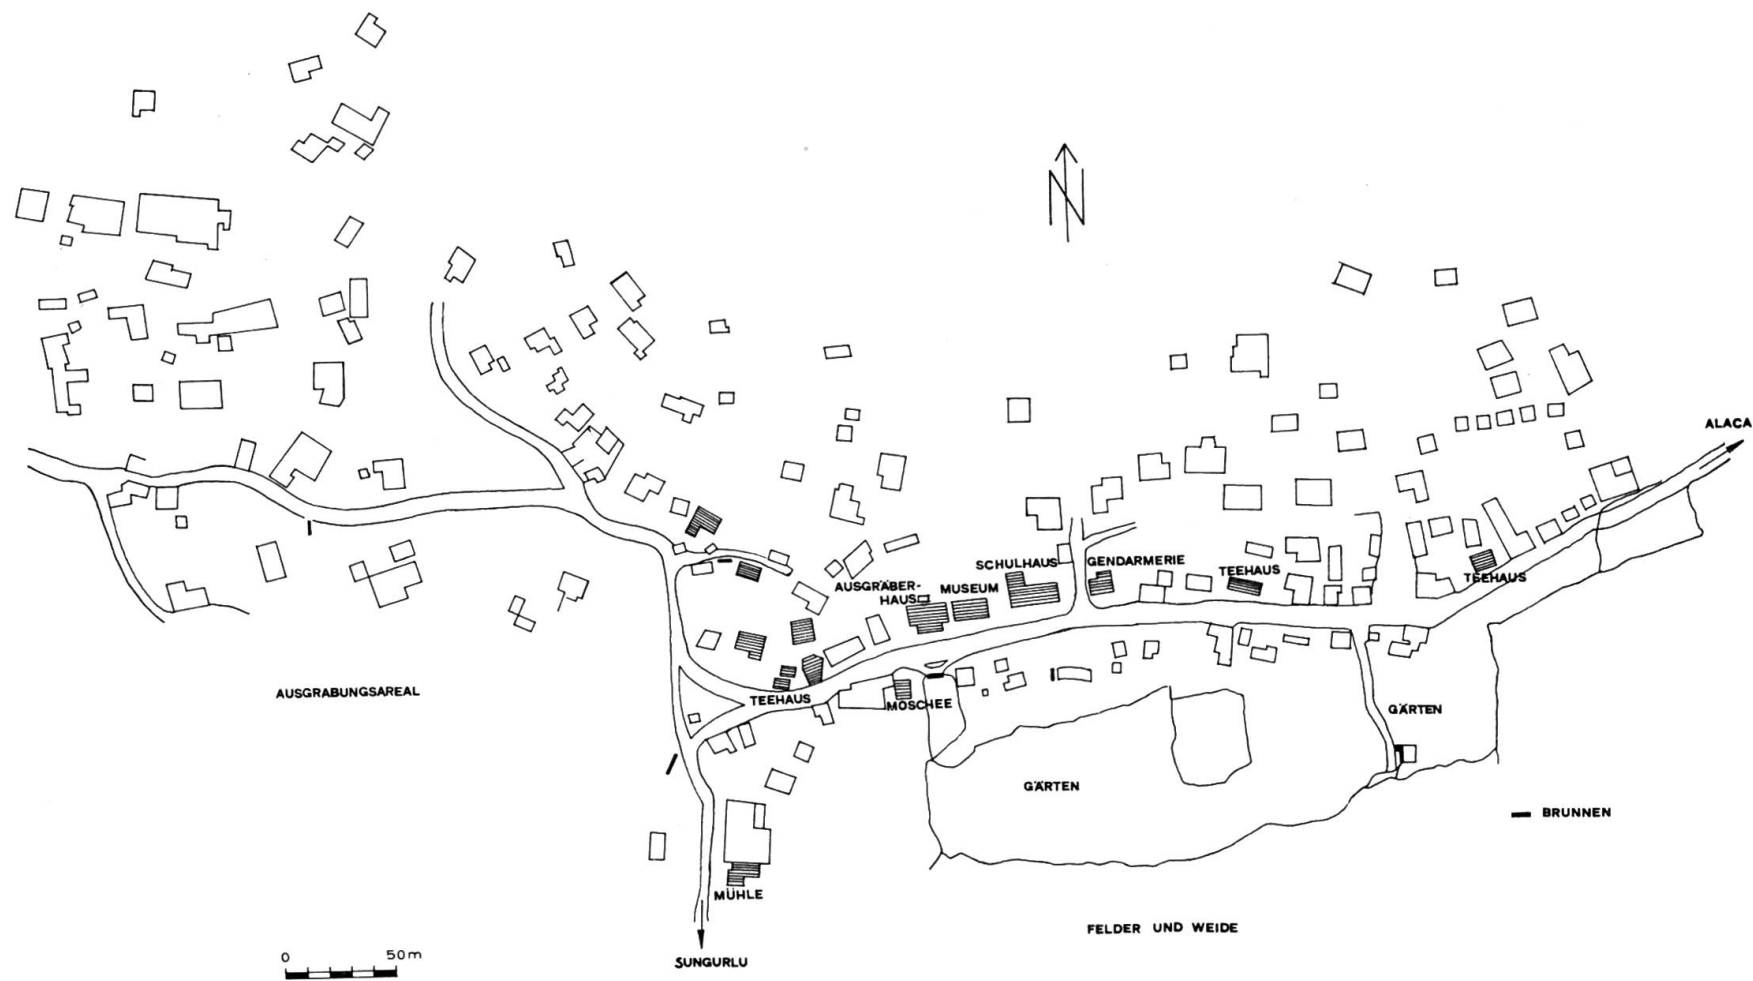 N
ALACA
SCHULHAUS
GENDARMERIE
TEEHAUS
TEEHAUS
AUSGRÄBER-
HAUS
MUSEUM
AUSGRABUNGSAREAL
TEEHAUS
MOSCHEE
GÄRTEN
GÄRTEN
BRUNNEN
MÜHLE
FELDER UND WEIDE
0 50m
SUNGURLU